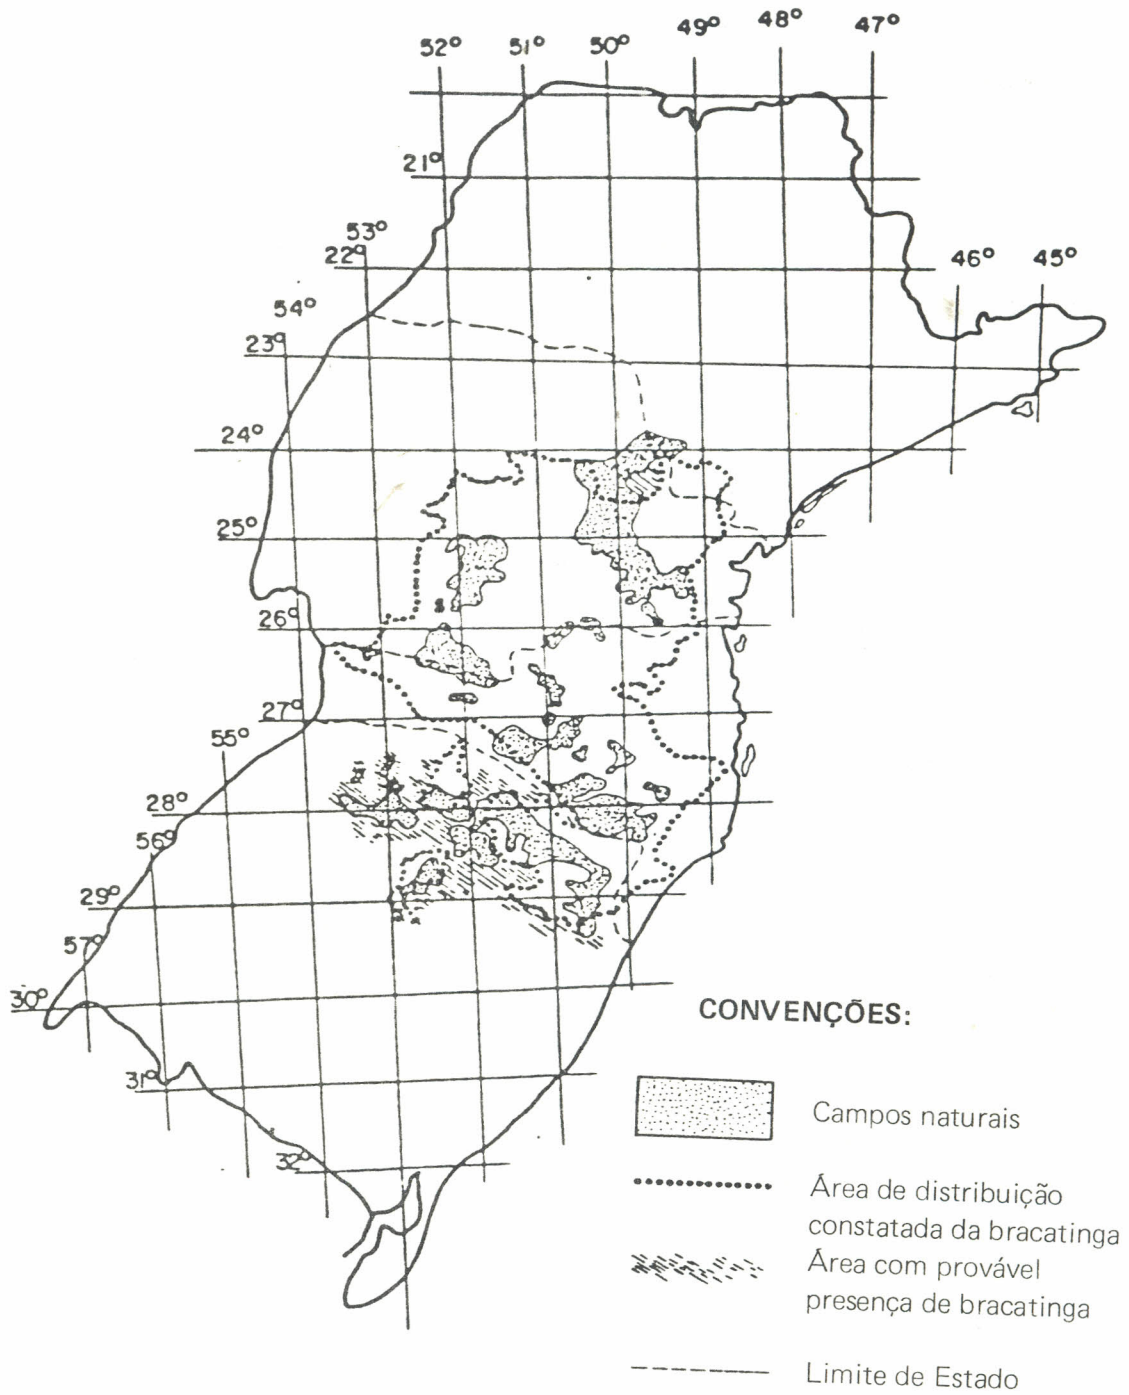 52° 51° 50° 49° 48° 47°
21°
53°
22°
46° 45°
54°
23°
24°
25°
26°
27°
55°
28°
56°
29°
57°
30°
31°
32°
CONVENÇÕES:
Campos naturais
Área de distribuição
constatada da bracatinga
Área com provável
presença de bracatinga
Limite de Estado